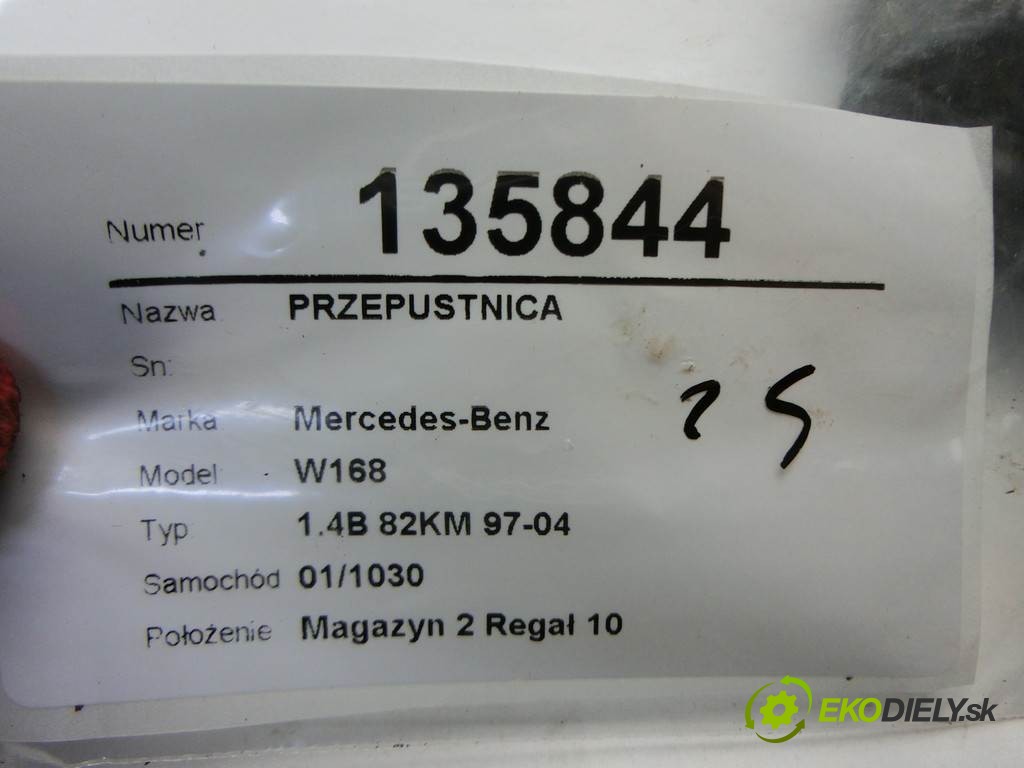 Numer 135844
Nazwa PRZEPUSTNICA
Sn:
Marka Mercedes-Benz
Model W168
Typ 1.4B 82KM 97-04
Samochód 01/1030
Położenie Magazyn 2 Regał 10
EKODIELY.sk